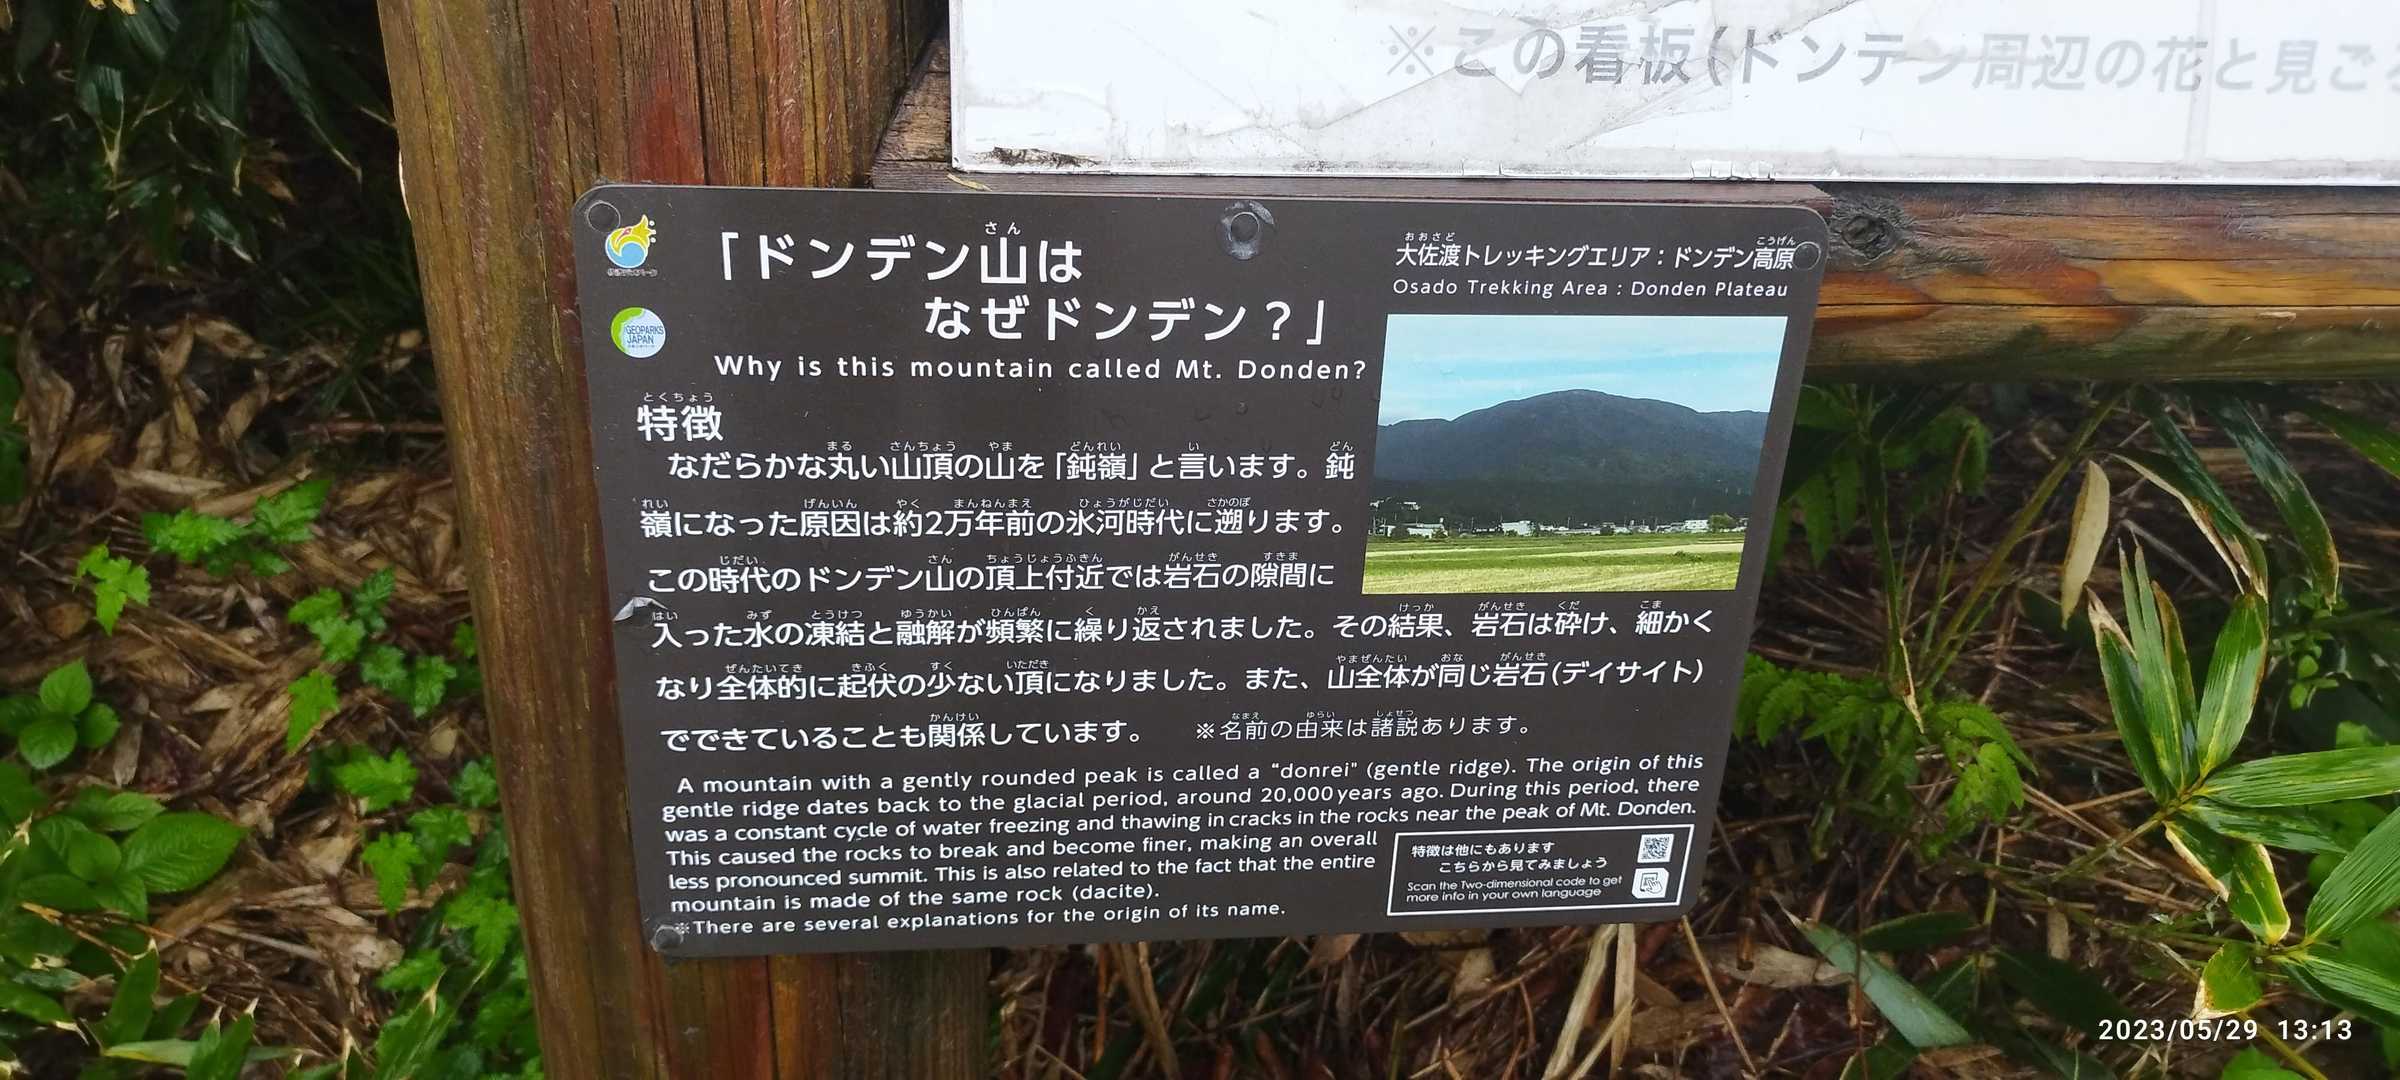 ※この看板(ドンデン周辺の花と見ごろ
「ドンデン山は
なぜドンデン？」
Why is this mountain called Mt. Donden?
大佐渡トレッキングエリア：ドンデン高原
Osado Trekking Area : Donden Plateau
GEOPARKS
JAPAN
特徴
なだらかな丸い山頂の山を「鈍嶺」と言います。鈍
嶺になった原因は約2万年前の氷河時代に遡ります。
この時代のドンデン山の頂上付近では岩石の隙間に
入った水の凍結と融解が頻繁に繰り返されました。その結果、岩石は砕け、細かく
なり全体的に起伏の少ない頂になりました。また、山全体が同じ岩石(デイサイト)
でできていることも関係しています。 ※名前の由来は諸説あります。
A mountain with a gently rounded peak is called a “donrei” (gentle ridge). The origin of this
gentle ridge dates back to the glacial period, around 20,000 years ago. During this period, there
was a constant cycle of water freezing and thawing in cracks in the rocks near the peak of Mt. Donden.
This caused the rocks to break and become finer, making an overall
less pronounced summit. This is also related to the fact that the entire
mountain is made of the same rock (dacite).
※There are several explanations for the origin of its name.
特徴は他にもあります
こちらから見てみましょう
Scan the Two-dimensional code to get
more info in your own language
2023/05/29 13:13